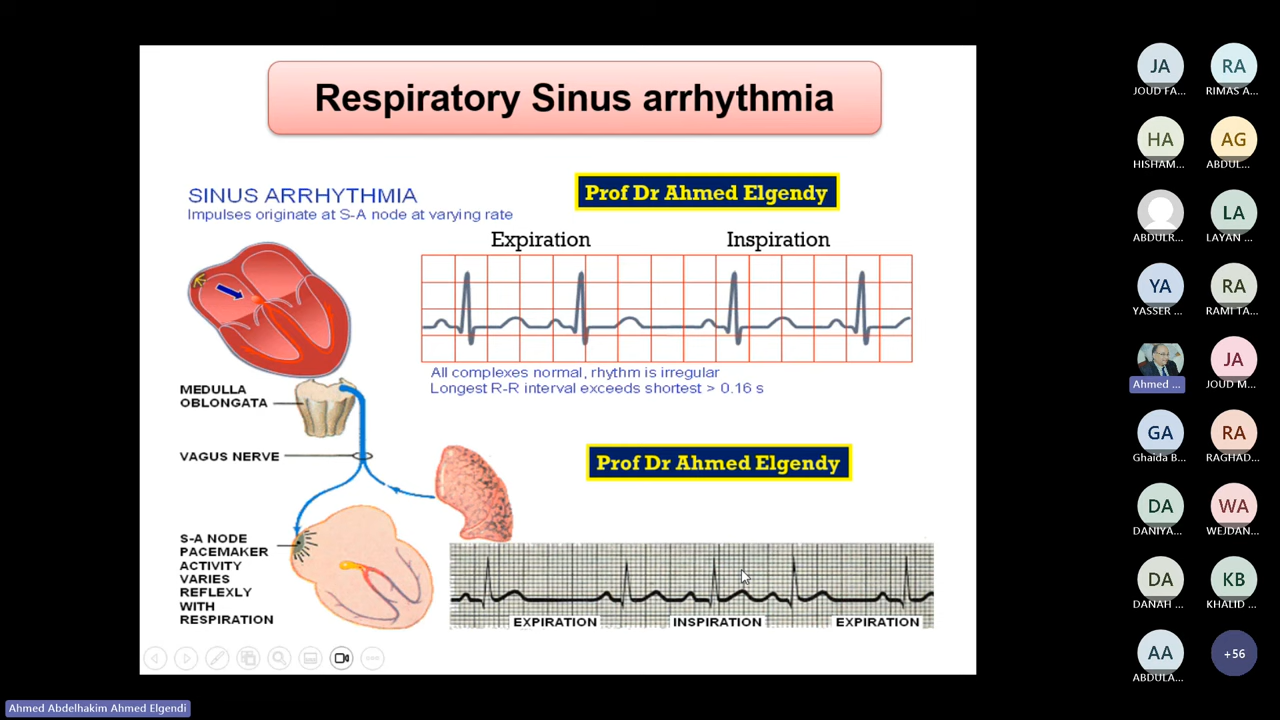 Respiratory Sinus arrhythmia
SINUS ARRHYTHMIA
Impulses originate at S-A node at varying rate
Prof Dr Ahmed Elgendy
Expiration
Inspiration
All complexes normal, rhythm is irregular
Longest R-R interval exceeds shortest > 0.16 s
MEDULLA
OBLONGATA
VAGUS NERVE
Prof Dr Ahmed Elgendy
S-A NODE
PACEMAKER
ACTIVITY
VARIES
REFLEXLY
WITH
RESPIRATION
EXPIRATION
INSPIRATION
EXPIRATION
JA
JOUD FA...
RA
RIMAS A...
HA
HISHAM...
AG
ABDUL...
ABDULR...
LA
LAYAN ...
YA
YASSER ...
RA
RAMI TA...
Ahmed ...
JA
JOUD M...
GA
Ghaida B...
RA
RAGHAD...
DA
DANIYA...
WA
WEJDAN...
DA
DANAH ...
KB
KHALID ...
AA
ABDULA...
+56
Ahmed Abdelhakim Ahmed Elgendi